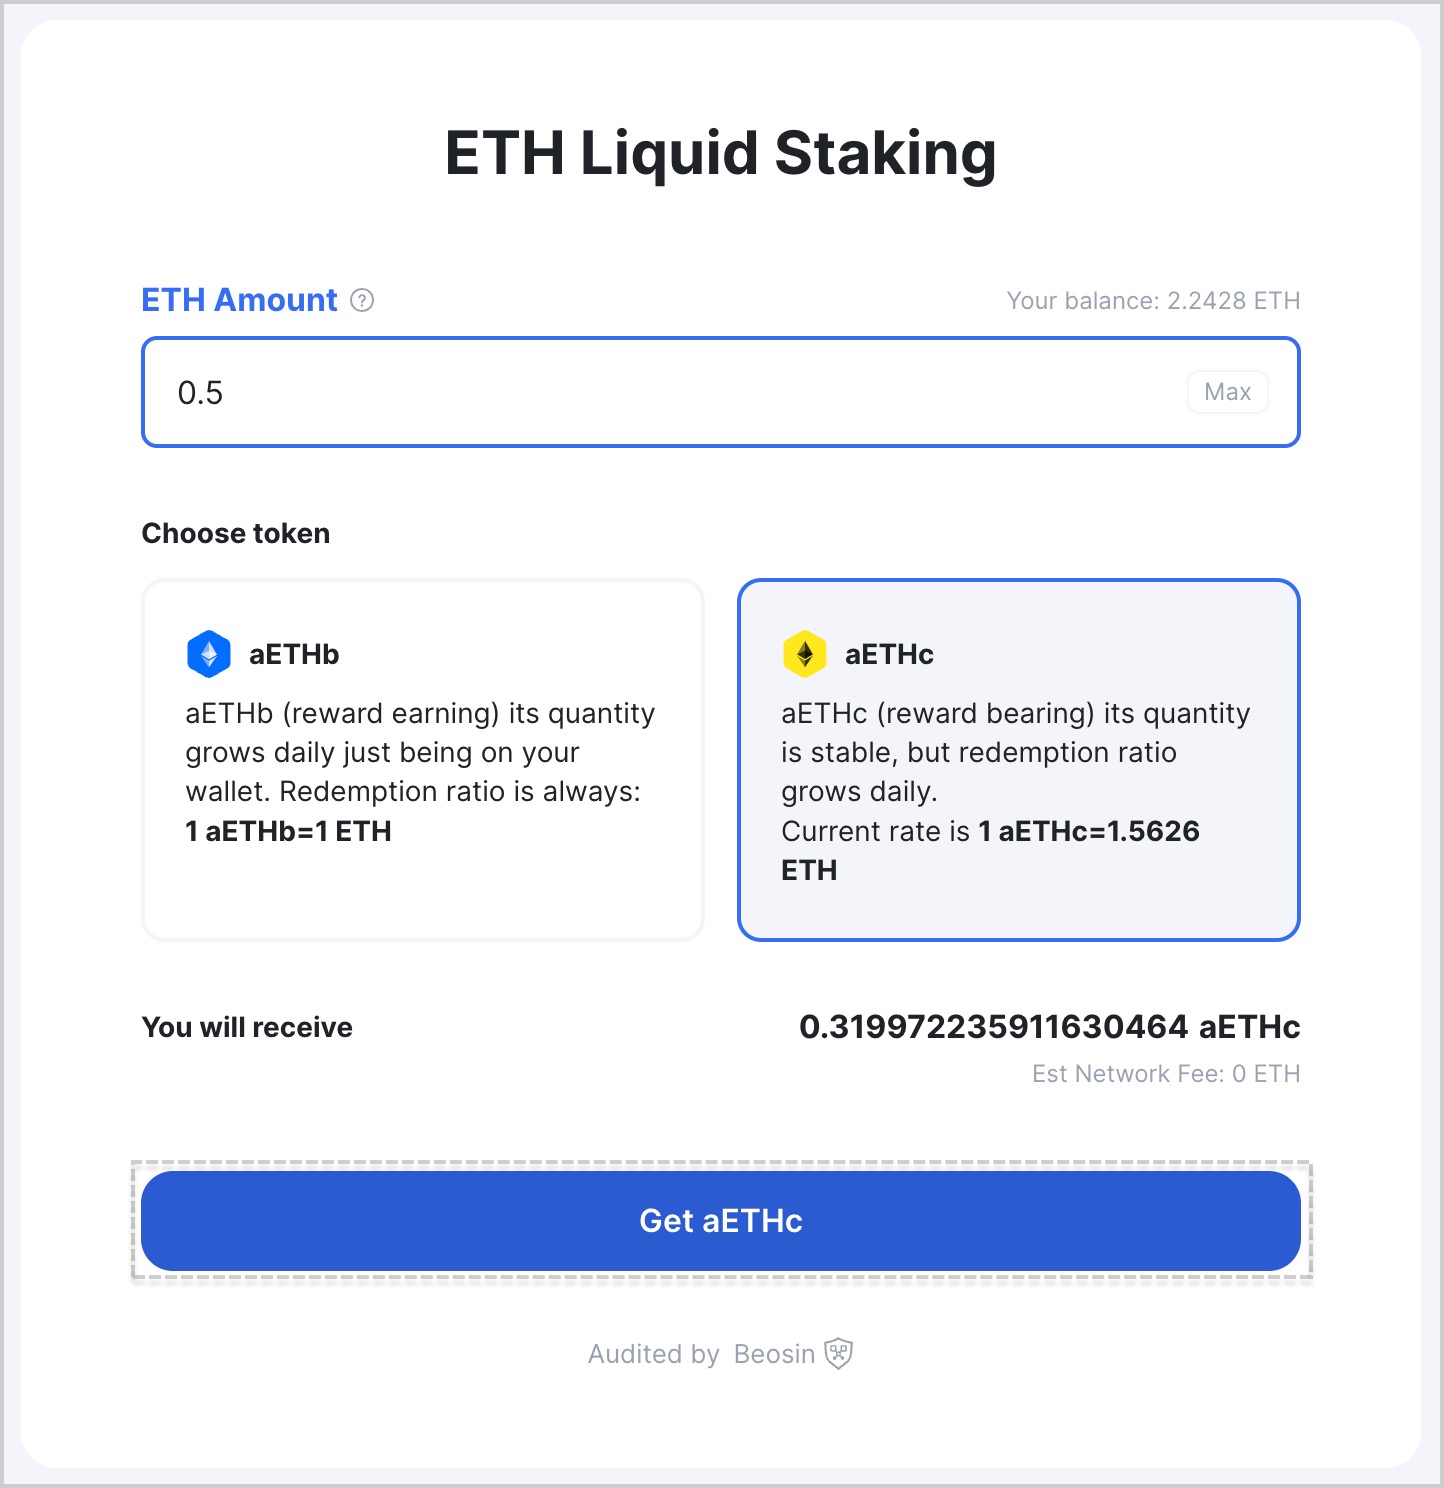 ETH Liquid Staking
ETH Amount ?
Your balance: 2.2428 ETH
0.5
Max
Choose token
aETHb
aETHb (reward earning) its quantity
grows daily just being on your
wallet. Redemption ratio is always:
1 aETHb=1 ETH
aETHc
aETHc (reward bearing) its quantity
is stable, but redemption ratio
grows daily.
Current rate is 1 aETHc=1.5626
ETH
You will receive
0.319972235911630464 aETHc
Est Network Fee: 0 ETH
Get aETHc
Audited by Beosin